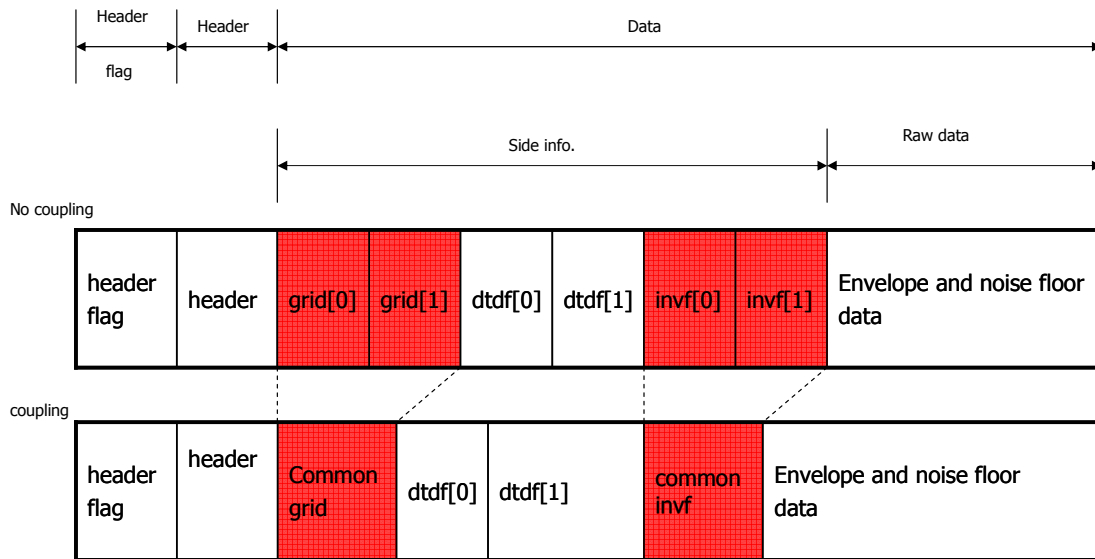 Header
flag
Header
Data
Side info.
Raw data
No coupling
header
flag
header
grid[0]
grid[1]
dtdf[0]
dtdf[1]
invf[0]
invf[1]
Envelope and noise floor
data
coupling
header
flag
header
Common
grid
dtdf[0]
dtdf[1]
common
invf
Envelope and noise floor
data